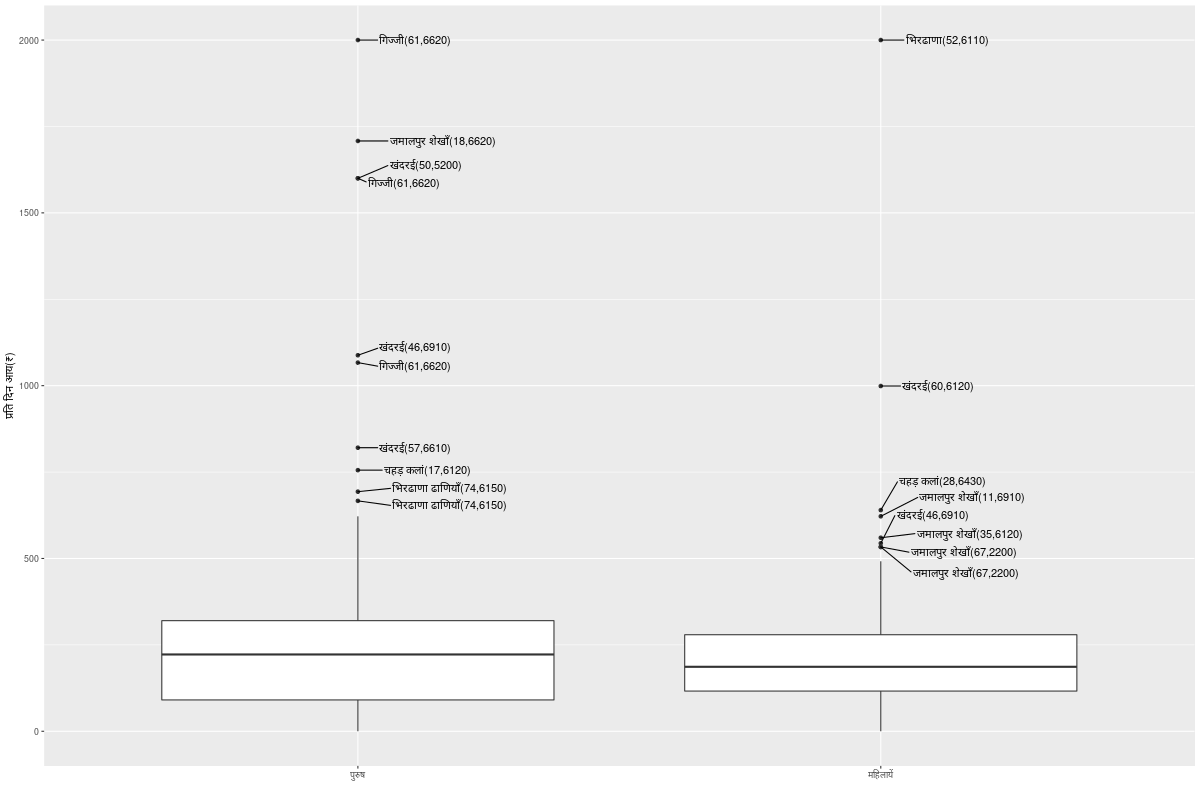 प्रति दिन आय(₹)
2000
1500
1000
500
0
गिज्जी(61,6620)
जमालपुर शेखाँ(18,6620)
खंदरई(50,5200)
गिज्जी(61,6620)
खंदरई(46,6910)
गिज्जी(61,6620)
खंदरई(57,6610)
चहड़ कलां(17,6120)
भिरढाणा ढाणियाँ(74,6150)
भिरढाणा ढाणियाँ(74,6150)
भिरढाणा(52,6110)
खंदरई(60,6120)
चहड़ कलां(28,6430)
जमालपुर शेखाँ(11,6910)
खंदरई(46,6910)
जमालपुर शेखाँ(35,6120)
जमालपुर शेखाँ(67,2200)
जमालपुर शेखाँ(67,2200)
पुरुष
महिलायें